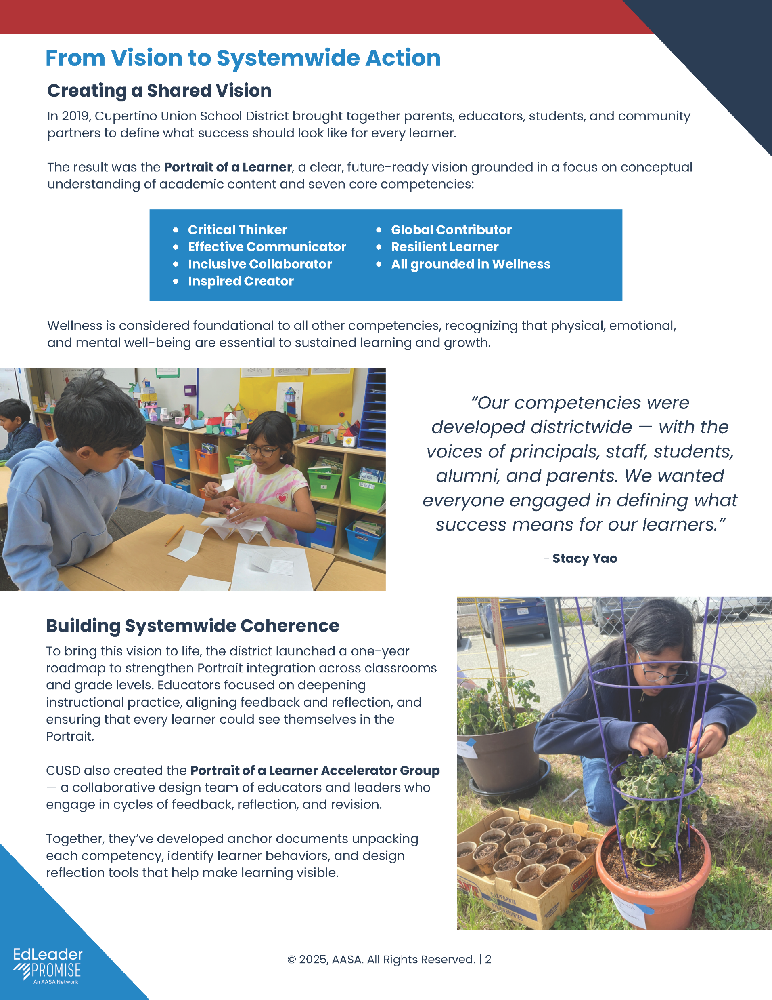 From Vision to Systemwide Action
Creating a Shared Vision
In 2019, Cupertino Union School District brought together parents, educators, students, and community
partners to define what success should look like for every learner.
The result was the Portrait of a Learner, a clear, future-ready vision grounded in a focus on conceptual
understanding of academic content and seven core competencies:
• Critical Thinker
• Effective Communicator
• Inclusive Collaborator
• Inspired Creator
• Global Contributor
• Resilient Learner
• All grounded in Wellness
Wellness is considered foundational to all other competencies, recognizing that physical, emotional,
and mental well-being are essential to sustained learning and growth.
“Our competencies were
developed districtwide — with the
voices of principals, staff, students,
alumni, and parents. We wanted
everyone engaged in defining what
success means for our learners.”
- Stacy Yao
Building Systemwide Coherence
To bring this vision to life, the district launched a one-year
roadmap to strengthen Portrait integration across classrooms
and grade levels. Educators focused on deepening
instructional practice, aligning feedback and reflection, and
ensuring that every learner could see themselves in the
Portrait.
CUSD also created the Portrait of a Learner Accelerator Group
— a collaborative design team of educators and leaders who
engage in cycles of feedback, reflection, and revision.
Together, they’ve developed anchor documents unpacking
each competency, identify learner behaviors, and design
reflection tools that help make learning visible.
CALIFORNIA
STRAWBERRIES
EdLeader
PROMISE
An AASA Network
© 2025, AASA. All Rights Reserved. | 2